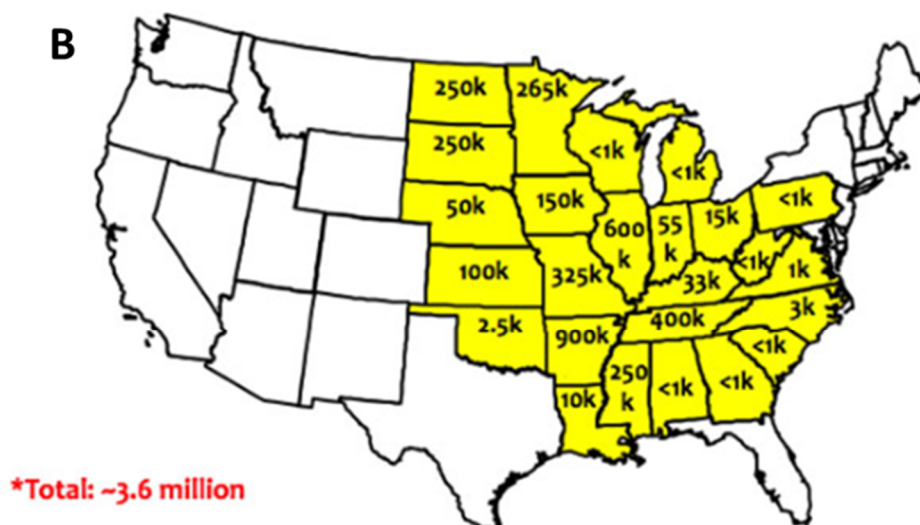 B
250k
265k
250k
<1k
<1k
50k
150k
600
k
55
k
15k
<1k
100k
325k
33k
<1k
1k
2.5k
900k
400k
3k
<1k
10k
250
k
<1k
<1k
*Total: ~3.6 million